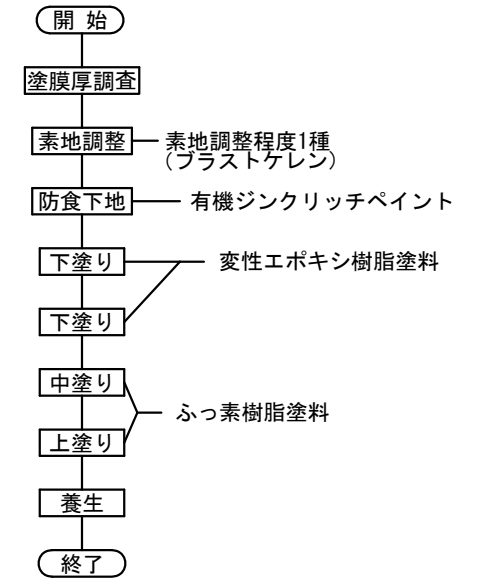 開 始
塗膜厚調査
素地調整
素地調整程度1種
（ブラストケレン）
防食下地
有機ジンクリッチペイント
下塗り
変性エポキシ樹脂塗料
下塗り
中塗り
ふっ素樹脂塗料
上塗り
養生
終了